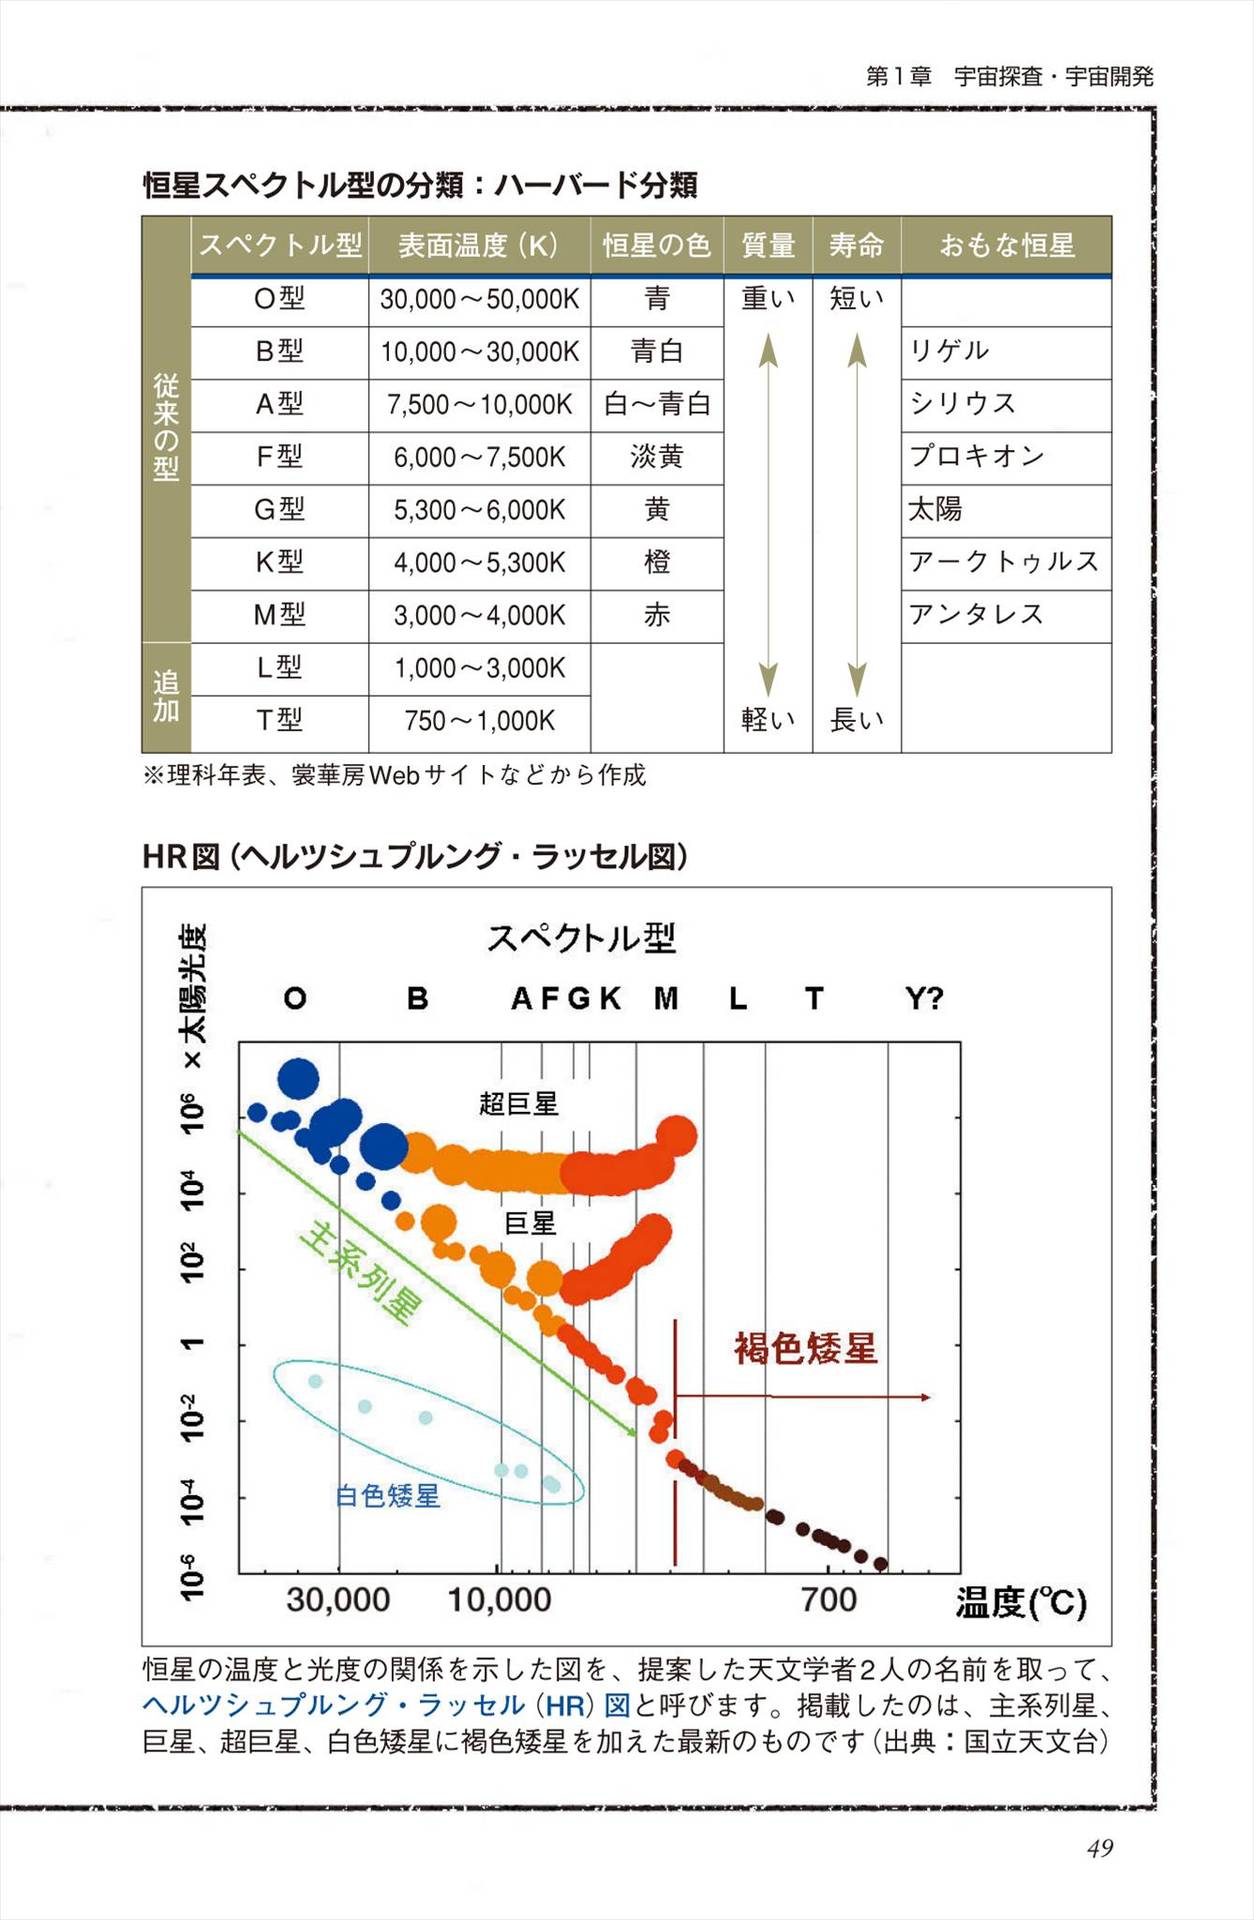 第1章　宇宙探査・宇宙開発
恒星スペクトル型の分類：ハーバード分類
スペクトル型 表面温度（K） 恒星の色 質量 寿命 おもな恒星
従来の型
O型 30,000～50,000K 青 重い 短い
B型 10,000～30,000K 青白 リゲル
A型 7,500～10,000K 白～青白 シリウス
F型 6,000～7,500K 淡黄 プロキオン
G型 5,300～6,000K 黄 太陽
K型 4,000～5,300K 橙 アークトゥルス
M型 3,000～4,000K 赤 アンタレス
追加
L型 1,000～3,000K
T型 750～1,000K 軽い 長い
※理科年表、裳華房Webサイトなどから作成
HR図（ヘルツシュプルング・ラッセル図）
スペクトル型
O B A F G K M L T Y?
×太陽光度
10⁶
10⁴
10²
1
10⁻²
10⁻⁴
10⁻⁶
超巨星
巨星
主系列星
褐色矮星
白色矮星
30,000 10,000 700 温度(℃)
恒星の温度と光度の関係を示した図を、提案した天文学者2人の名前を取って、
ヘルツシュプルング・ラッセル（HR）図と呼びます。掲載したのは、主系列星、
巨星、超巨星、白色矮星に褐色矮星を加えた最新のものです（出典：国立天文台）
49